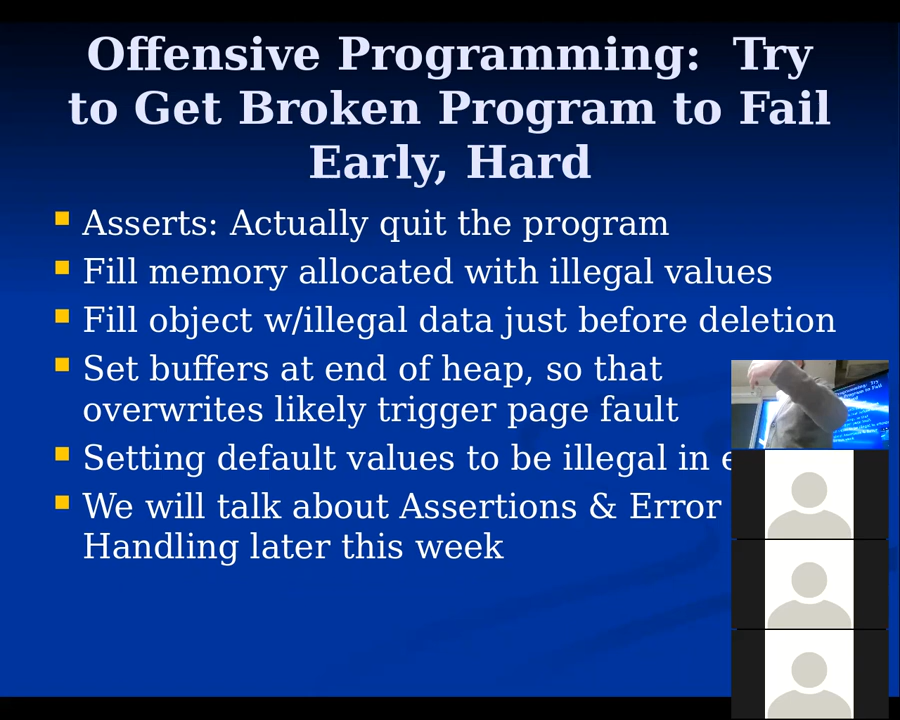 Offensive Programming: Try
to Get Broken Program to Fail
Early, Hard
Asserts: Actually quit the program
Fill memory allocated with illegal values
Fill object w/illegal data just before deletion
Set buffers at end of heap, so that
overwrites likely trigger page fault
Setting default values to be illegal in
We will talk about Assertions & Error
Handling later this week